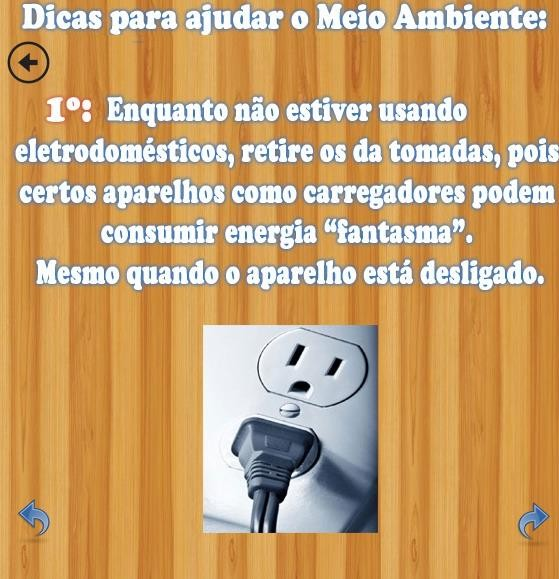 Dicas para ajudar o Meio Ambiente:
1º: Enquanto não estiver usando
eletrodomésticos, retire os da tomadas, pois
certos aparelhos como carregadores podem
consumir energia “fantasma”.
Mesmo quando o aparelho está desligado.